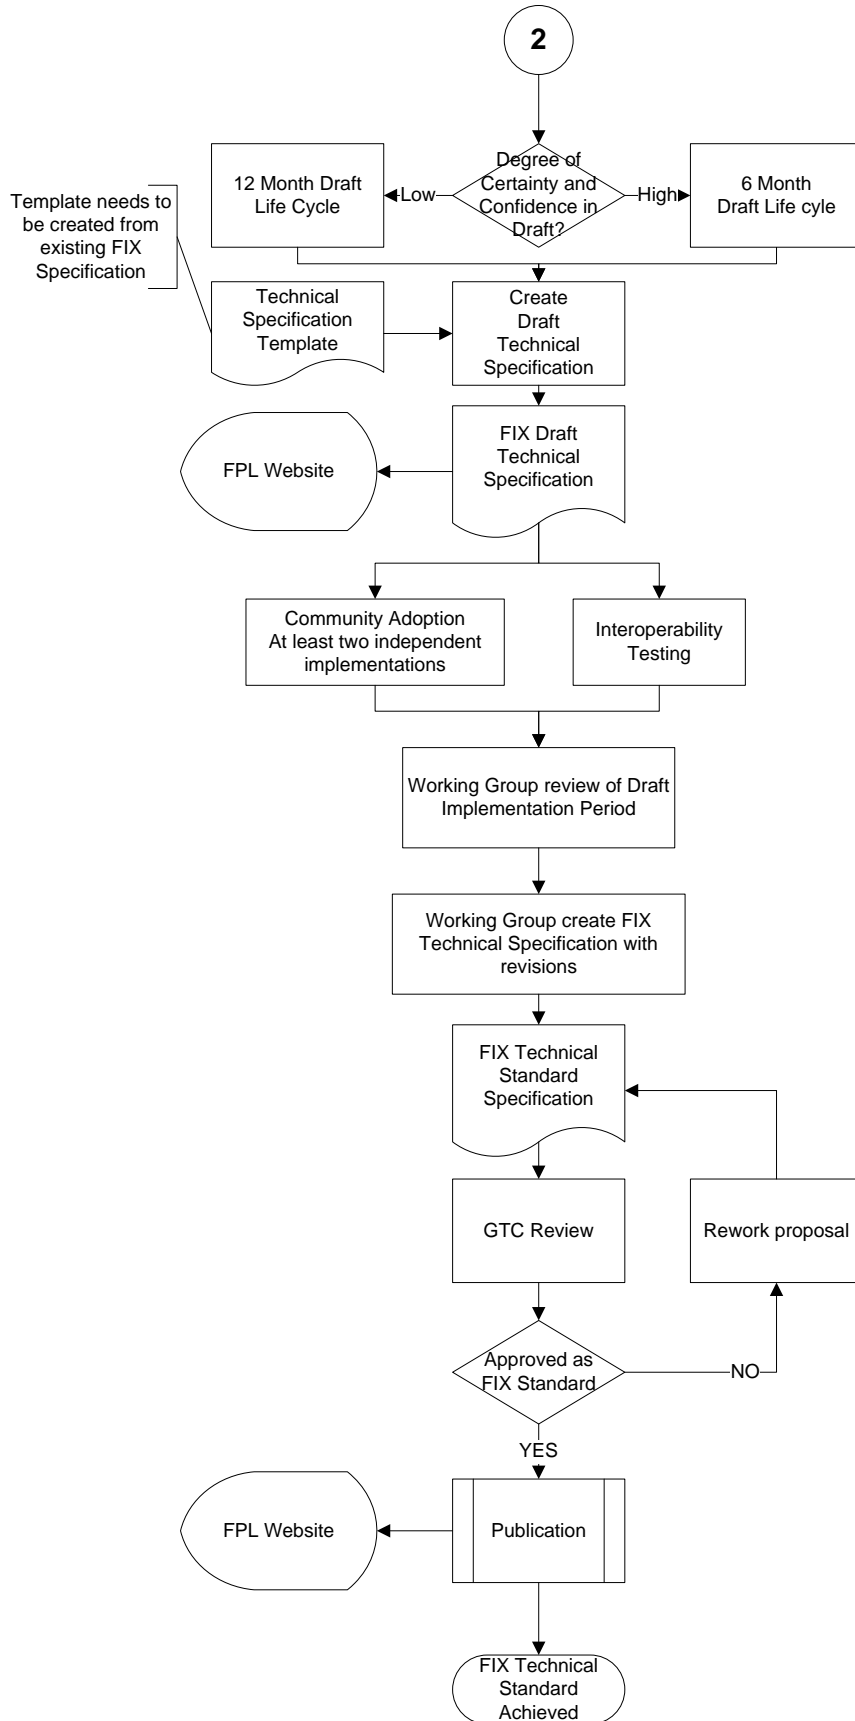 2
Degree of
Certainty and
Confidence in
Draft?
Low
High
12 Month Draft
Life Cycle
6 Month
Draft Life cyle
Template needs to
be created from
existing FIX
Specification
Technical
Specification
Template
Create
Draft
Technical
Specification
FPL Website
FIX Draft
Technical
Specification
Community Adoption
At least two independent
implementations
Interoperability
Testing
Working Group review of Draft
Implementation Period
Working Group create FIX
Technical Specification with
revisions
FIX Technical
Standard
Specification
GTC Review
Rework proposal
Approved as
FIX Standard
NO
YES
FPL Website
Publication
FIX Technical
Standard
Achieved